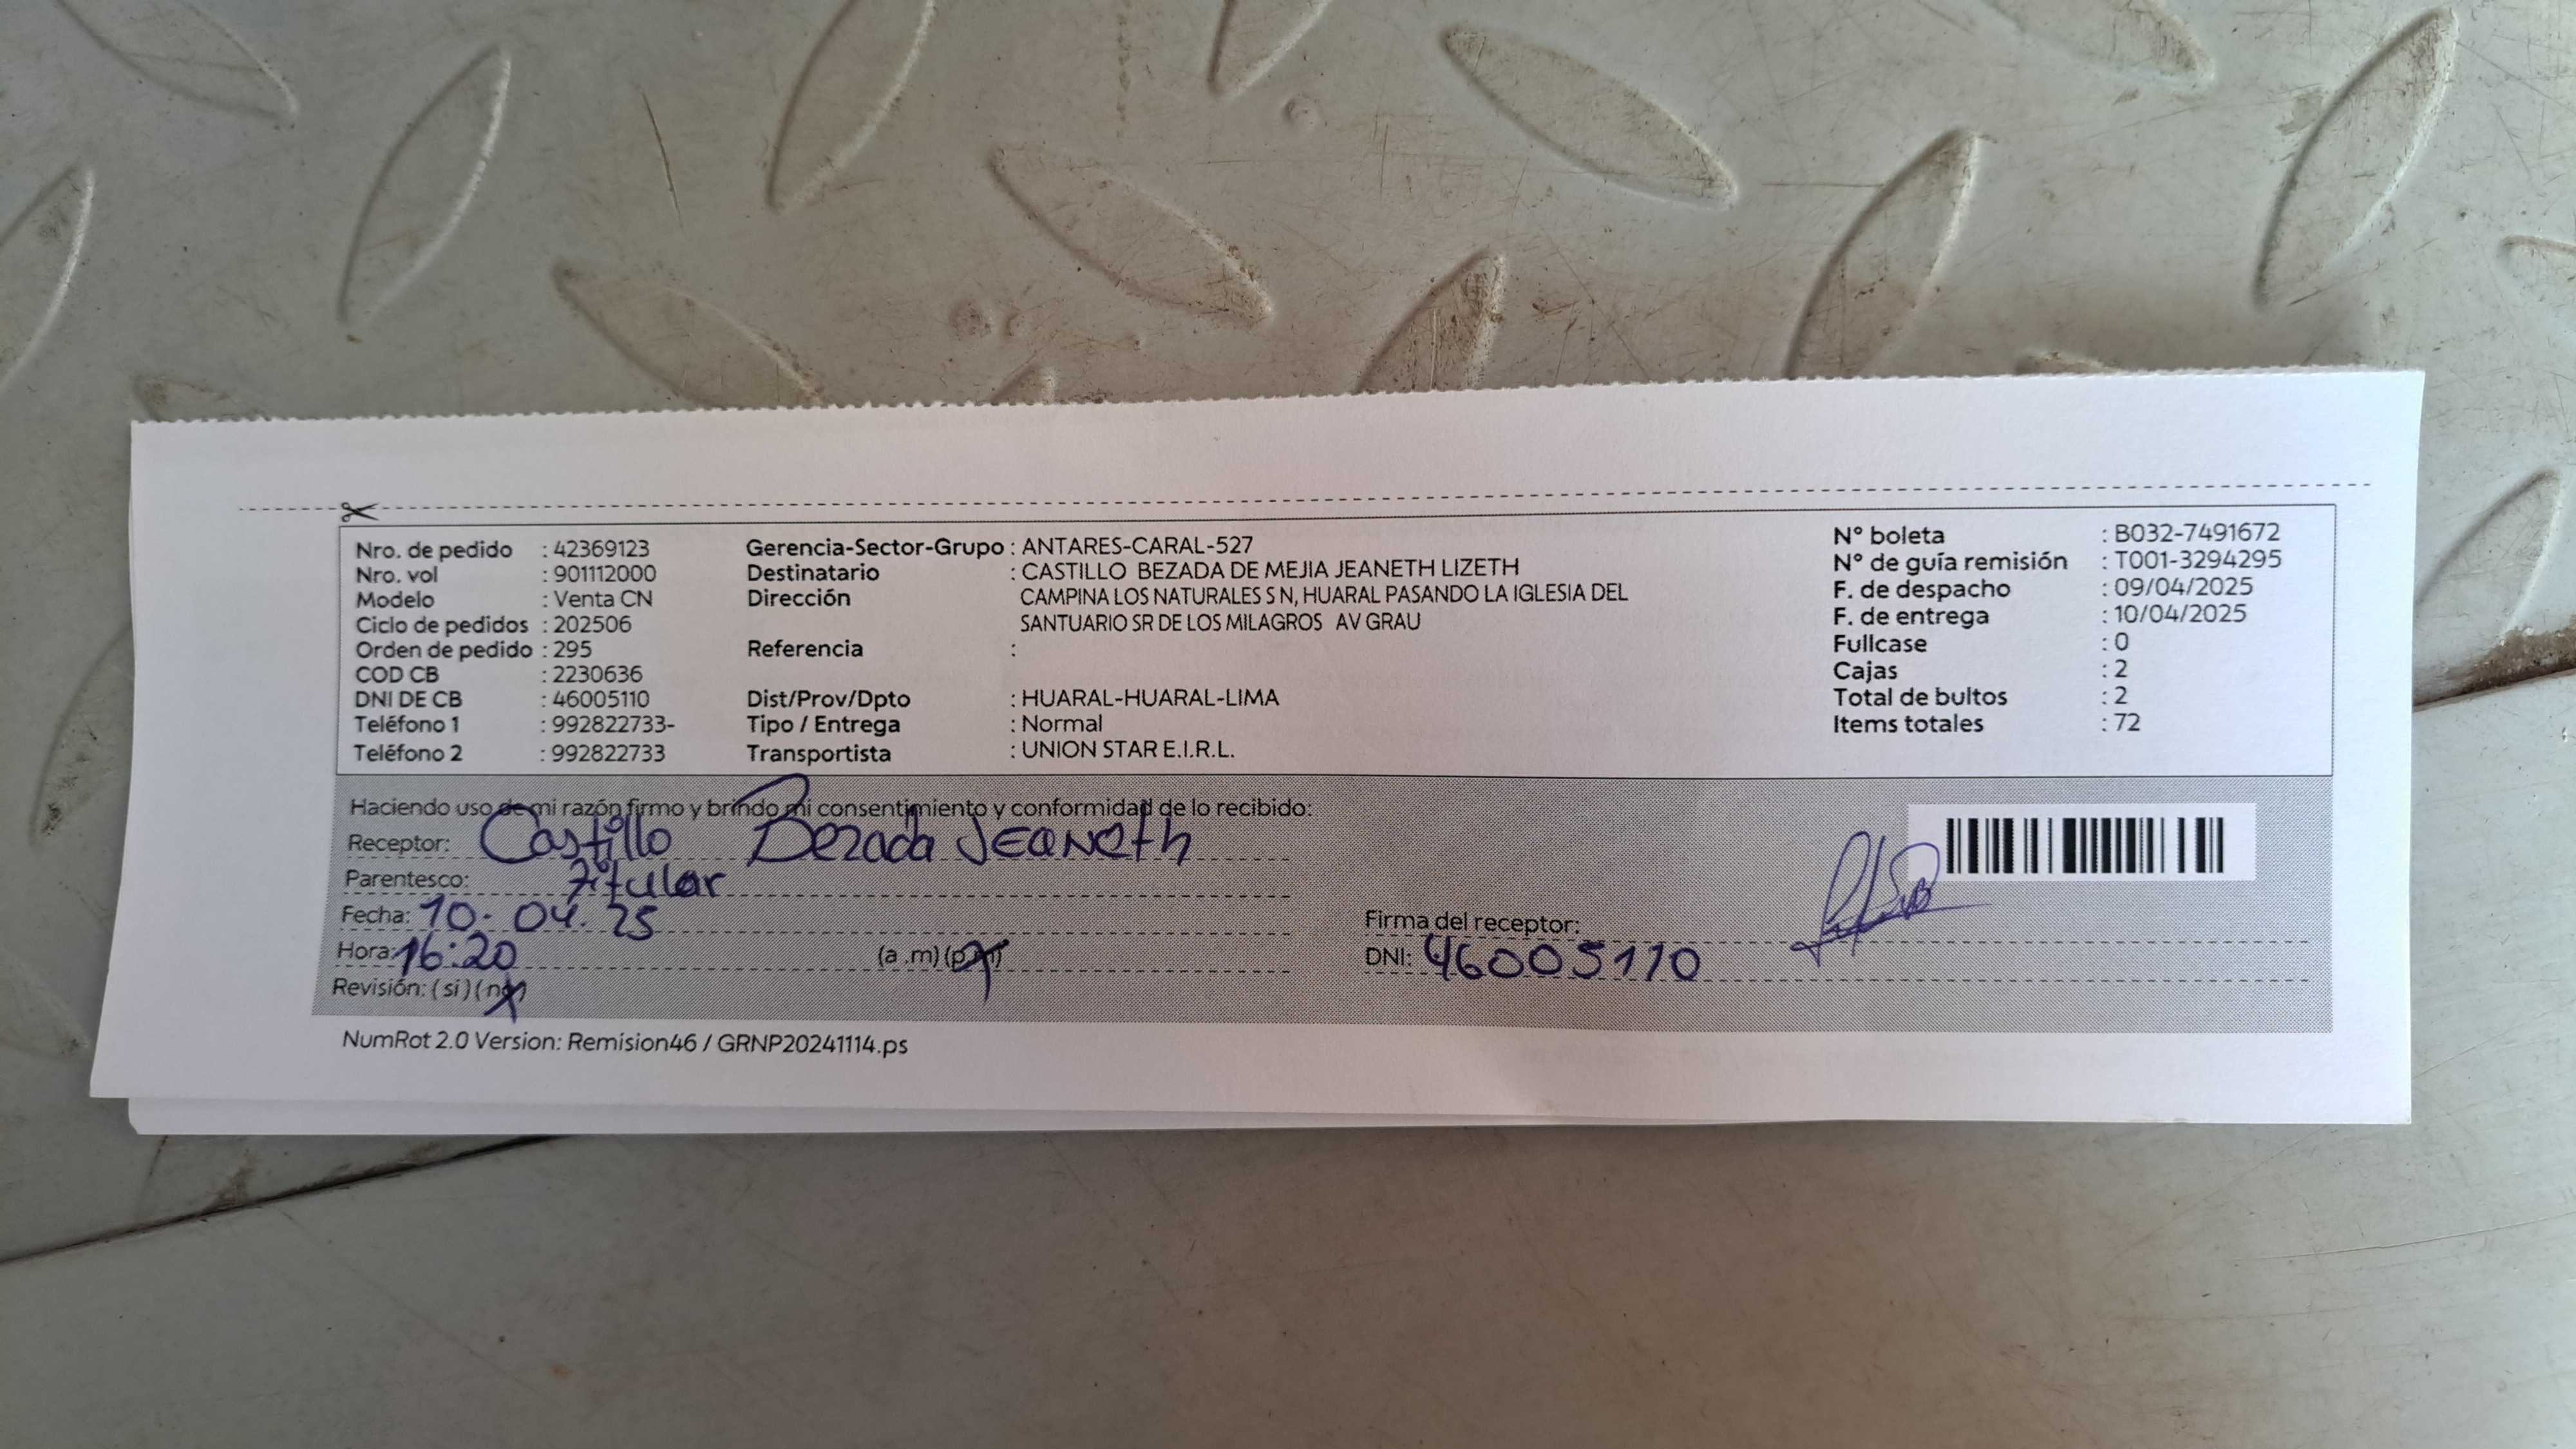 Nro. de pedido : 42369123
Nro. vol : 901112000
Modelo : Venta CN
Ciclo de pedidos : 202506
Orden de pedido : 295
COD CB : 2230636
DNI DE CB : 46005110
Teléfono 1 : 992822733-
Teléfono 2 : 992822733
Gerencia-Sector-Grupo : ANTARES-CARAL-527
Destinatario : CASTILLO BEZADA DE MEJIA JEANETH LIZETH
Dirección CAMPINA LOS NATURALES S N, HUARAL PASANDO LA IGLESIA DEL
SANTUARIO SR DE LOS MILAGROS AV GRAU
Referencia :
Dist/Prov/Dpto : HUARAL-HUARAL-LIMA
Tipo / Entrega : Normal
Transportista : UNION STAR E.I.R.L.
N° boleta : B032-7491672
N° de guía remisión : T001-3294295
F. de despacho : 09/04/2025
F. de entrega : 10/04/2025
Fullcase : 0
Cajas : 2
Total de bultos : 2
Items totales : 72
Haciendo uso de mi razón firmo y brindo mi consentimiento y conformidad de lo recibido:
Receptor: Castillo Bezada Jeaneth
Parentesco: Titular
Fecha: 10. 04. 25
Hora: 16:20 (a .m) (p.m)
Revisión: (si) (no)
Firma del receptor:
DNI: 46005110
NumRot 2.0 Version: Remision46 / GRNP20241114.ps